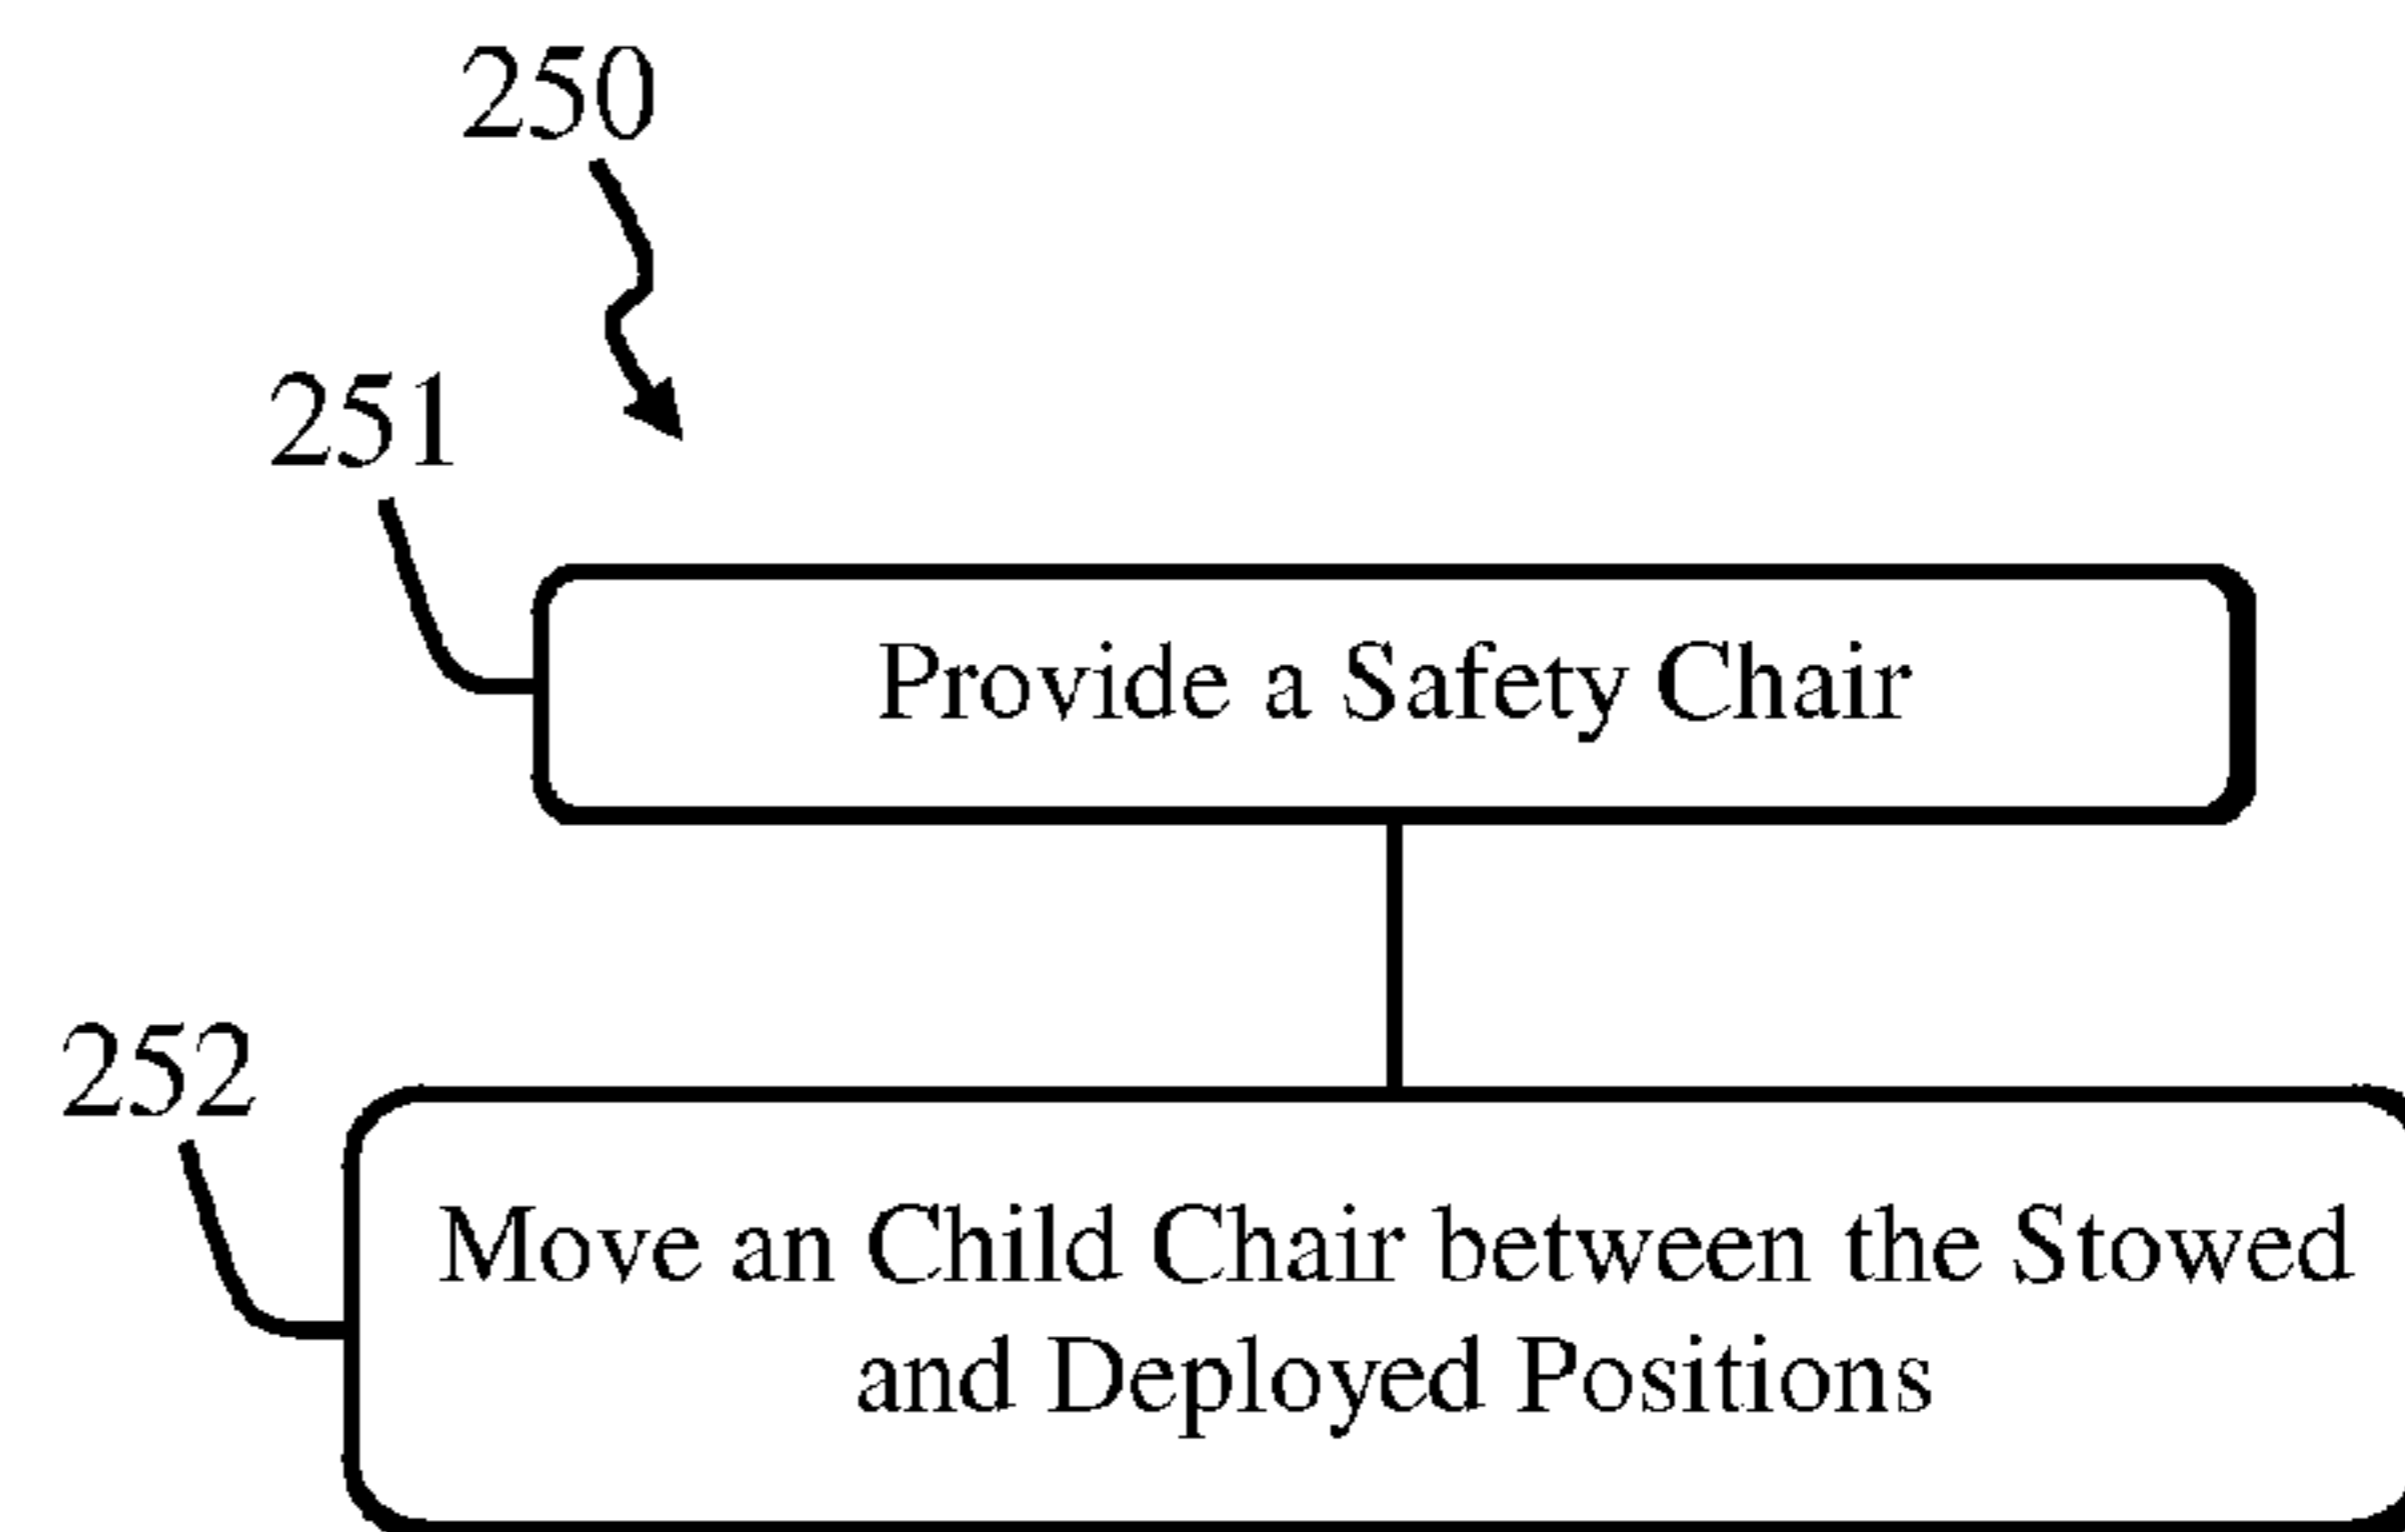 250
251
Provide a Safety Chair
252
Move an Child Chair between the Stowed
and Deployed Positions